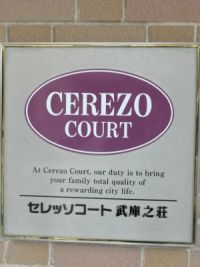 CEREZO
COURT
At Cerezo Court, our duty is to bring
your family total quality of
a rewarding city life.
セレッソコート 武庫之荘